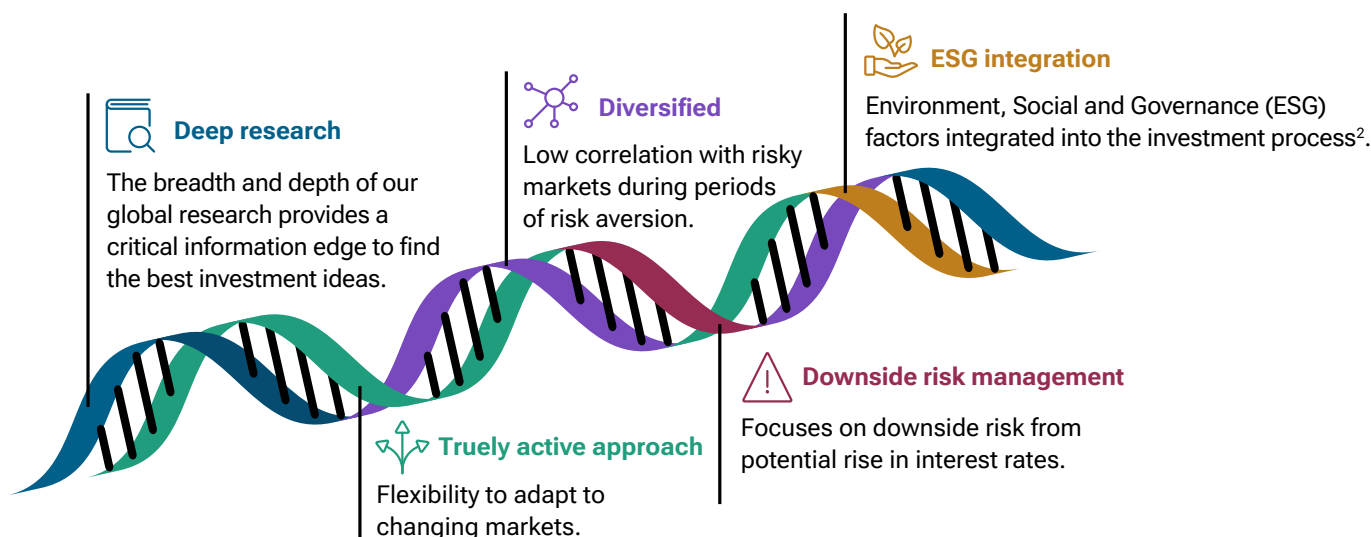 Deep research
The breadth and depth of our
global research provides a
critical information edge to find
the best investment ideas.
Truely active approach
Flexibility to adapt to
changing markets.
Diversified
Low correlation with risky
markets during periods
of risk aversion.
Downside risk management
Focuses on downside risk from
potential rise in interest rates.
ESG integration
Environment, Social and Governance (ESG)
factors integrated into the investment process².